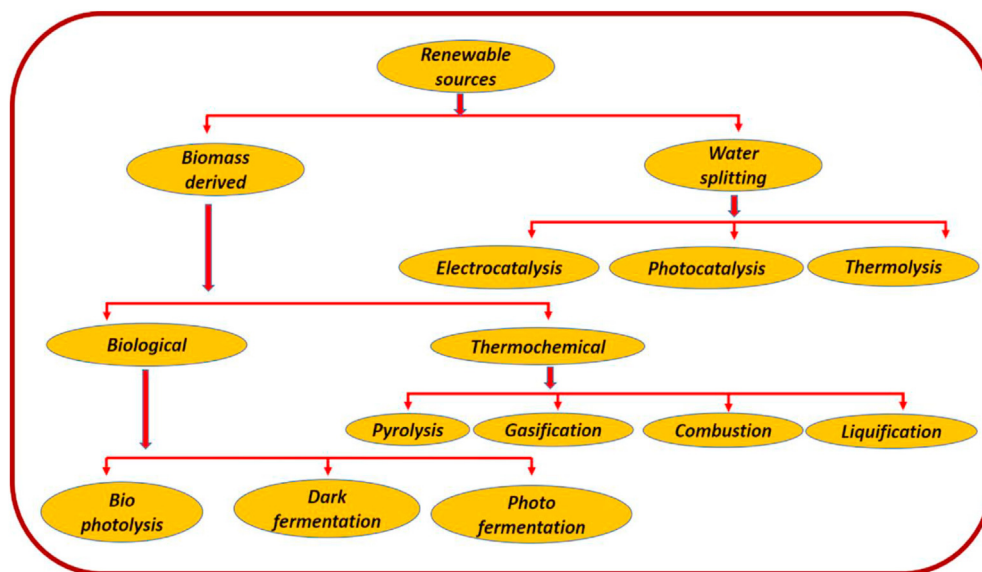 Renewable
sources
Biomass
derived
Water
splitting
Electrocatalysis
Photocatalysis
Thermolysis
Biological
Thermochemical
Pyrolysis
Gasification
Combustion
Liquification
Bio
photolysis
Dark
fermentation
Photo
fermentation